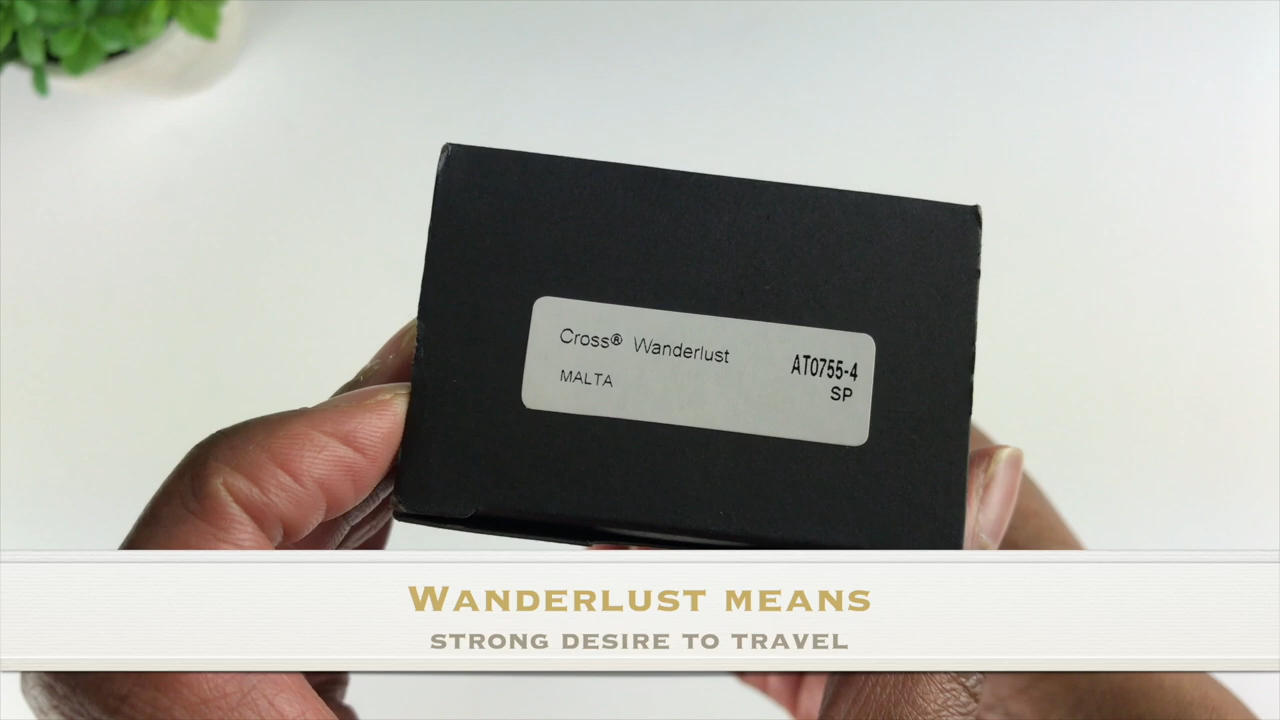 Cross® Wanderlust
MALTA
AT0755-4
SP
WANDERLUST MEANS
STRONG DESIRE TO TRAVEL